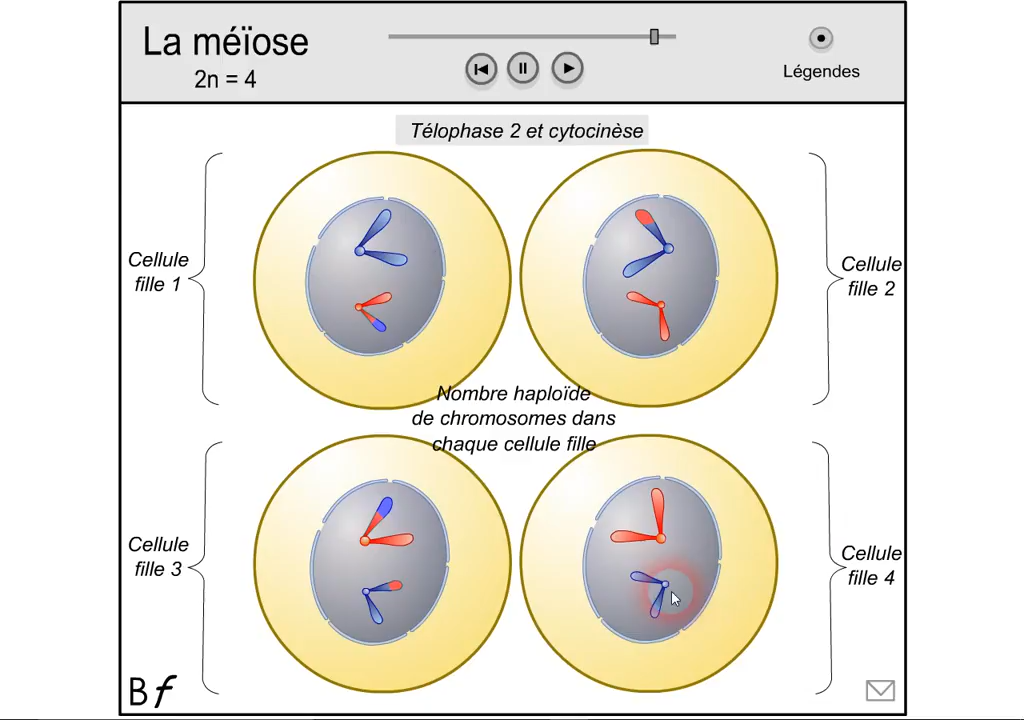 La méïose
2n = 4
Légendes
Télophase 2 et cytocinèse
Cellule
fille 1
Cellule
fille 2
Nombre haploïde
de chromosomes dans
chaque cellule fille
Cellule
fille 3
Cellule
fille 4
Bf